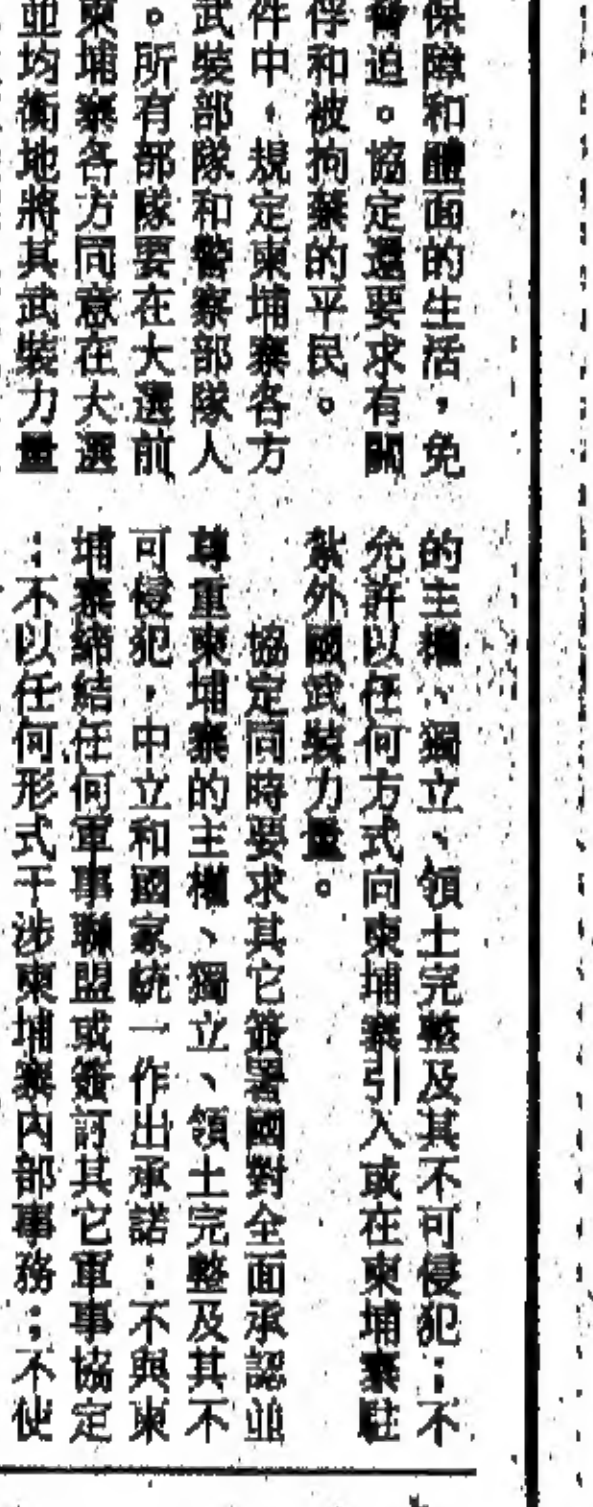 保障和體面的生活，免
脅迫。協定還要求有關
俘和被拘禁的平民。
件中，規定柬埔寨各方
武裝部隊和警察部隊人
。所有部隊要在大選前
柬埔寨各方同意在大選
並均衡地將其武裝力量
的主權、獨立、領土完整及其不可侵犯；不
允許以任何方式向柬埔寨引入或在柬埔寨駐
紮外國武裝力量。
協定同時要求其它簽署國對全面承認並
尊重柬埔寨的主權、獨立、領土完整及其不
可侵犯，中立和國家統一作出承諾：不與柬
埔寨締結任何軍事聯盟或簽訂其它軍事協定
；不以任何形式干涉柬埔寨內部事務；不使